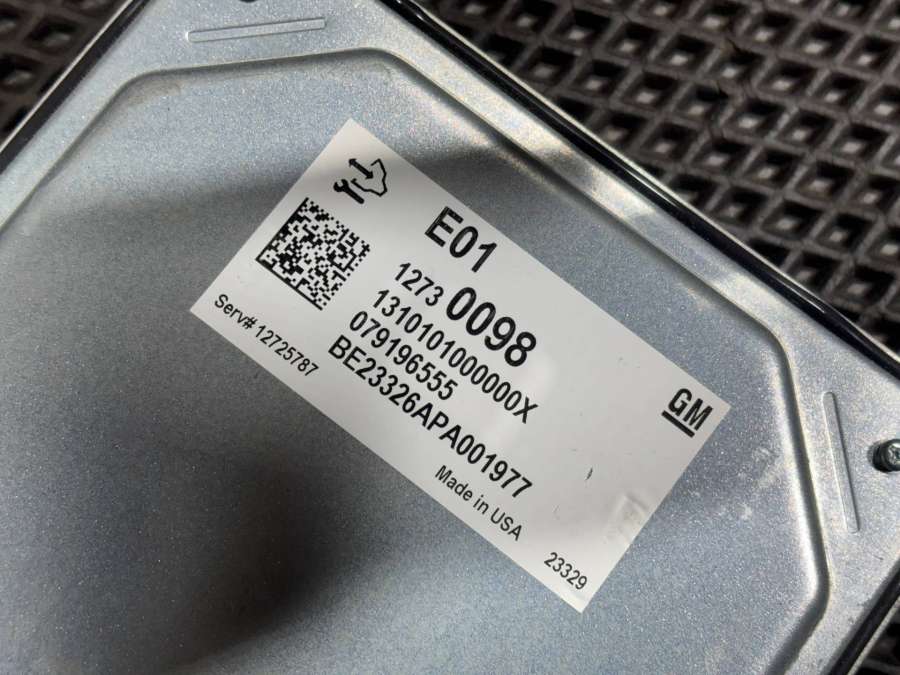 E01
1273 0098
1310101000000X
079196555
BE23326APA001977
Serv# 12725787
GM
Made in USA
23329